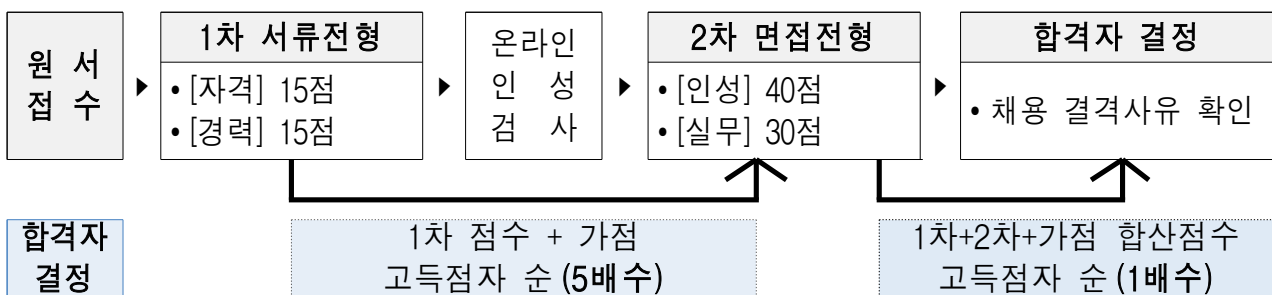 원 서
접 수
▶
1차 서류전형
• [자격] 15점
• [경력] 15점
▶
온라인
인 성
검 사
▶
2차 면접전형
• [인성] 40점
• [실무] 30점
▶
합격자 결정
• 채용 결격사유 확인
합격자
결정
1차 점수 + 가점
고득점자 순 (5배수)
1차+2차+가점 합산점수
고득점자 순 (1배수)